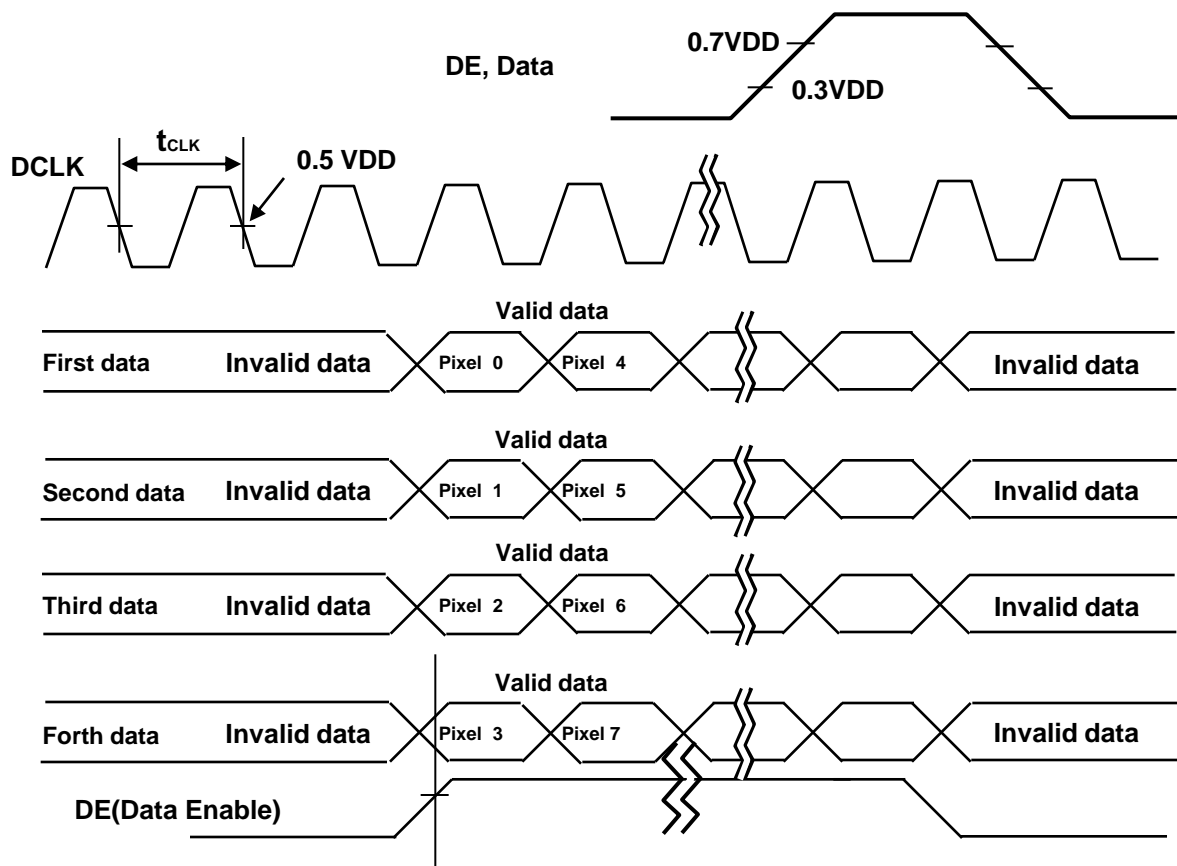 0.7VDD
DE, Data
0.3VDD
tCLK
DCLK
0.5 VDD
Valid data
First data
Invalid data
Pixel 0
Pixel 4
Invalid data
Valid data
Second data
Invalid data
Pixel 1
Pixel 5
Invalid data
Valid data
Third data
Invalid data
Pixel 2
Pixel 6
Invalid data
Valid data
Forth data
Invalid data
Pixel 3
Pixel 7
Invalid data
DE(Data Enable)